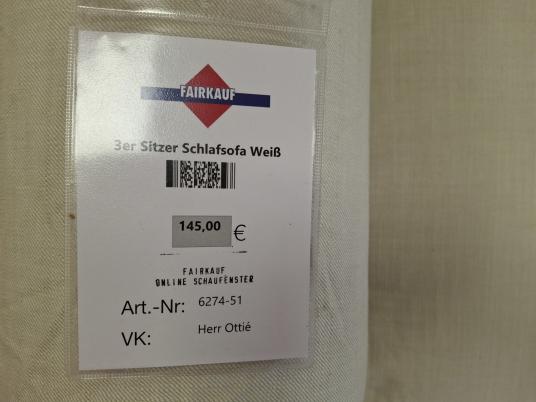 FAIRKAUF
3er Sitzer Schlafsofa Weiß
145,00 €
FAIRKAUF
ONLINE SCHAUFENSTER
Art.-Nr: 6274-51
VK: Herr Ottié